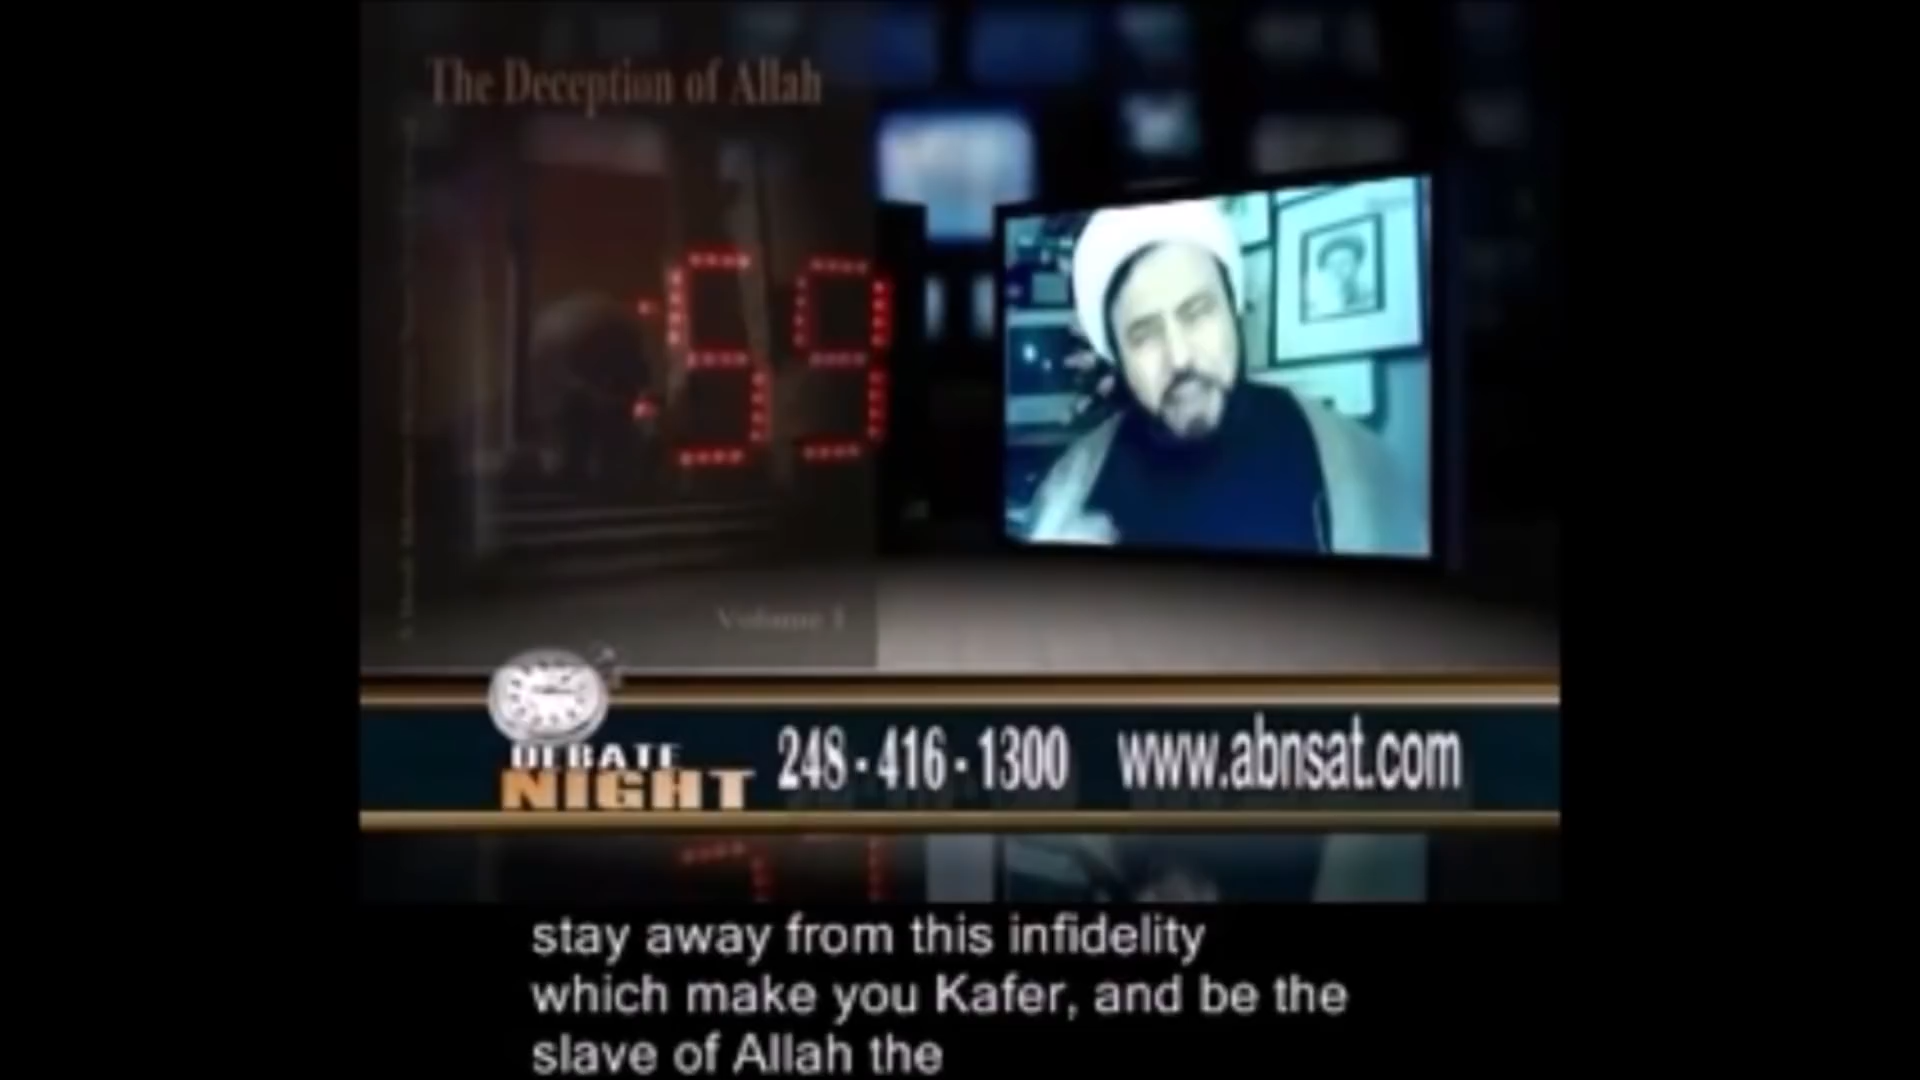 The Deception of Allah
:59
Volume 1
DEBATE
NIGHT
248-416-1300 www.abnsat.com
stay away from this infidelity
which make you Kafer, and be the
slave of Allah the